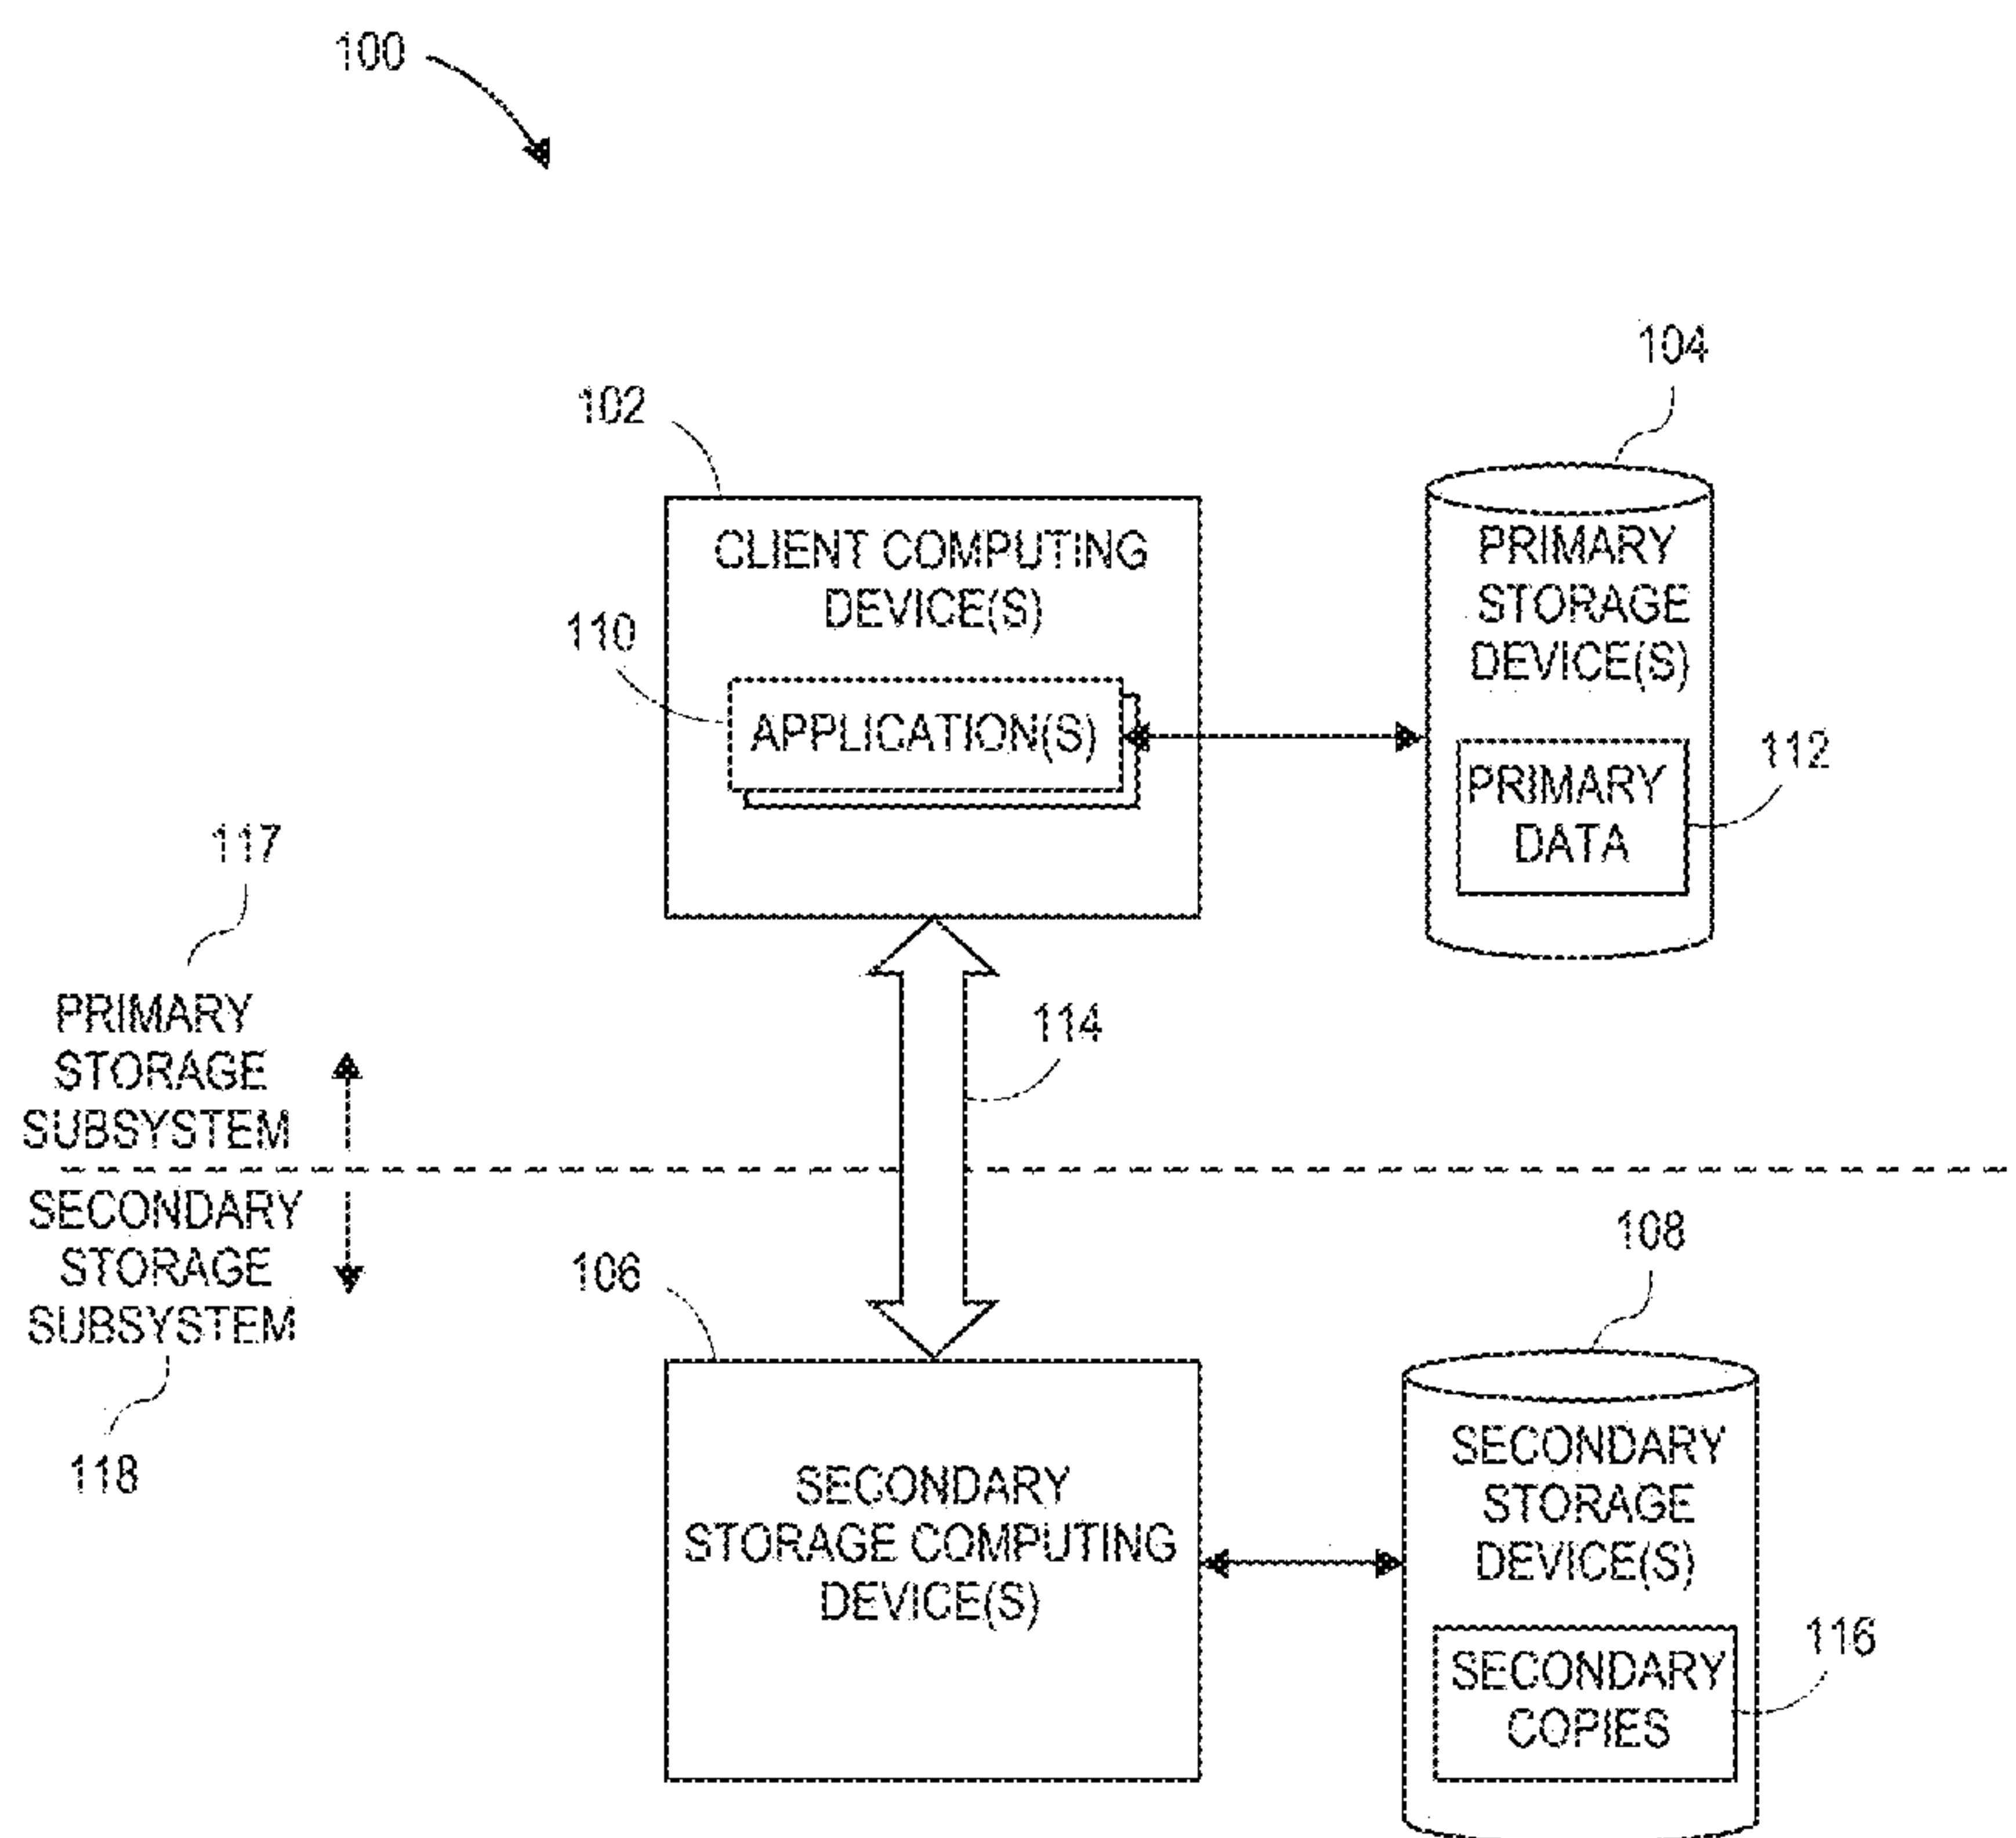 100
104
102
CLIENT COMPUTING
DEVICE(S)
110
APPLICATION(S)
PRIMARY
STORAGE
DEVICE(S)
112
PRIMARY
DATA
117
PRIMARY
STORAGE
SUBSYSTEM
114
SECONDARY
STORAGE
SUBSYSTEM
118
106
SECONDARY
STORAGE COMPUTING
DEVICE(S)
108
SECONDARY
STORAGE
DEVICE(S)
116
SECONDARY
COPIES